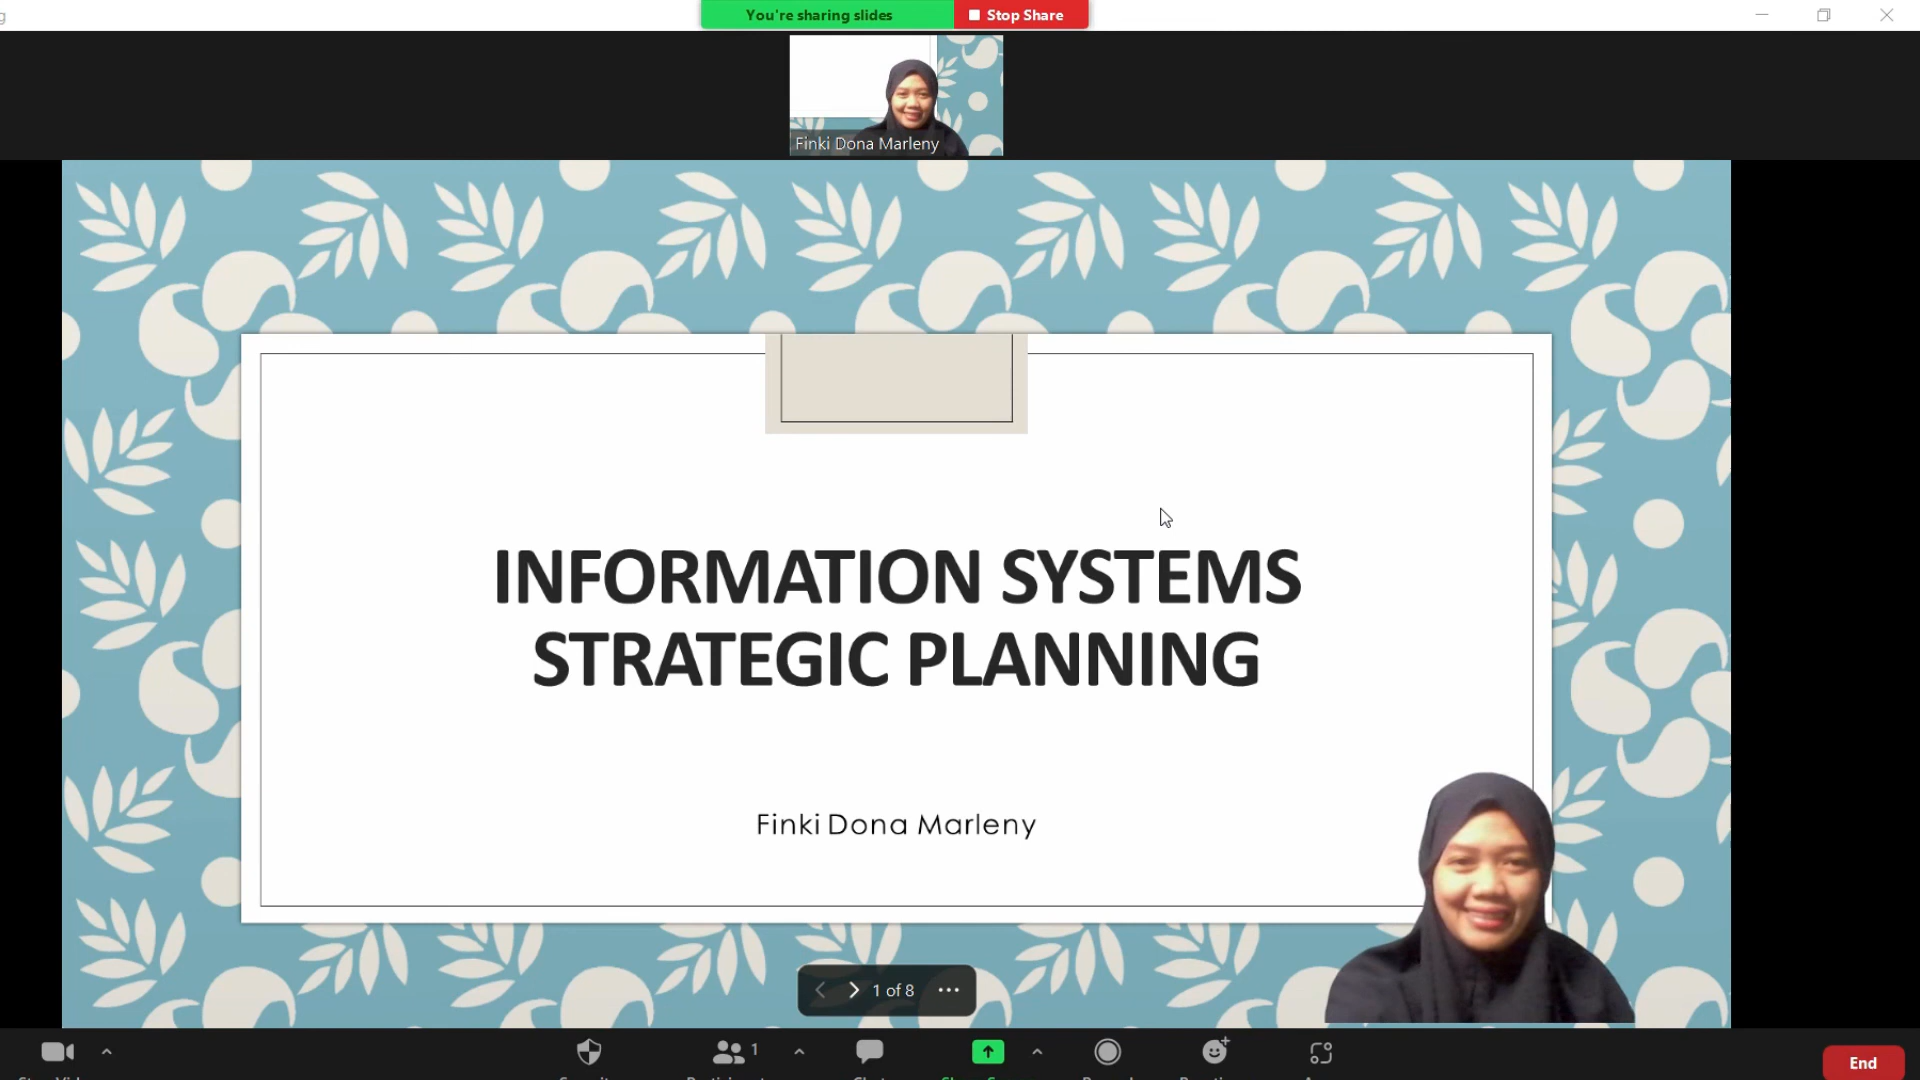 You're sharing slides
Stop Share
Finki Dona Marleny
INFORMATION SYSTEMS
STRATEGIC PLANNING
Finki Dona Marleny
1 of 8
1
End